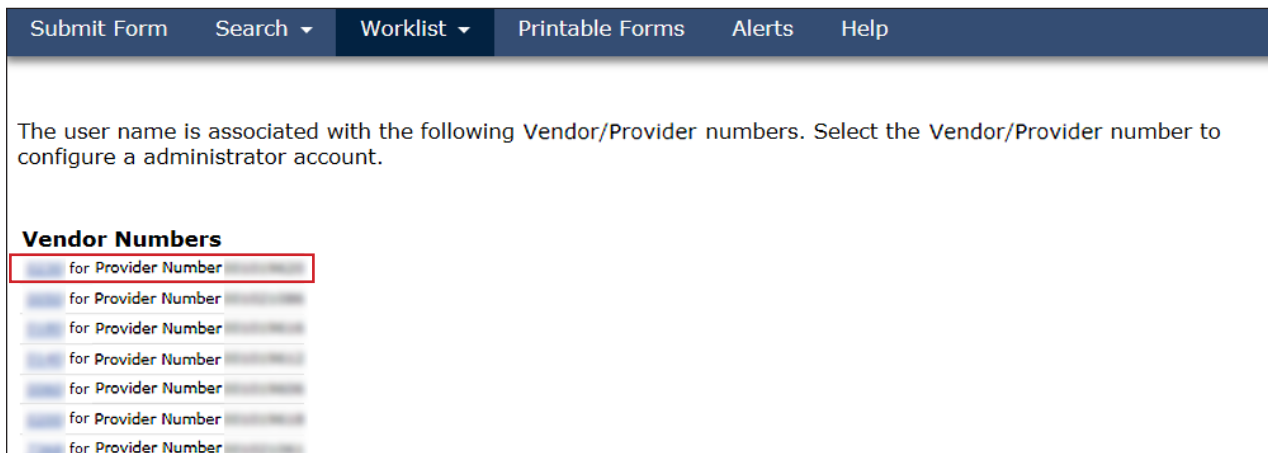 Submit Form Search Worklist Printable Forms Alerts Help
The user name is associated with the following Vendor/Provider numbers. Select the Vendor/Provider number to
configure a administrator account.
Vendor Numbers
for Provider Number
for Provider Number
for Provider Number
for Provider Number
for Provider Number
for Provider Number
for Provider Number